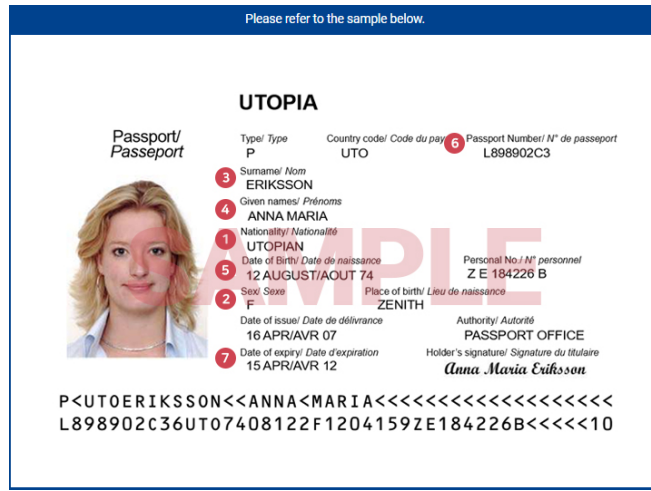 Please refer to the sample below.
UTOPIA
Passport/
Passeport
Type/ Type Country code/ Code du pay 6 Passport Number/ N° de passeport
P UTO L898902C3
3 Surname/ Nom
ERIKSSON
4 Given names/ Prénoms
ANNA MARIA
1 Nationality/ Nationalité
UTOPIAN
SAMPLE
5 Date of Birth/ Date de naissance Personal No./ N° personnel
12 AUGUST/AOUT 74 Z E 184226 B
2 Sex/ Sexe Place of birth/ Lieu de naissance
F ZENITH
Date of issue/ Date de délivrance Authority/ Autorité
16 APR/AVR 07 PASSPORT OFFICE
7 Date of expiry/ Date d'expiration Holder's signature/ Signature du titulaire
15 APR/AVR 12 Anna Maria Eriksson
P<UTOERIKSSON<<ANNA<MARIA<<<<<<<<<<<<<<<<<<<
L898902C36UTO7408122F1204159ZE184226B<<<<<10